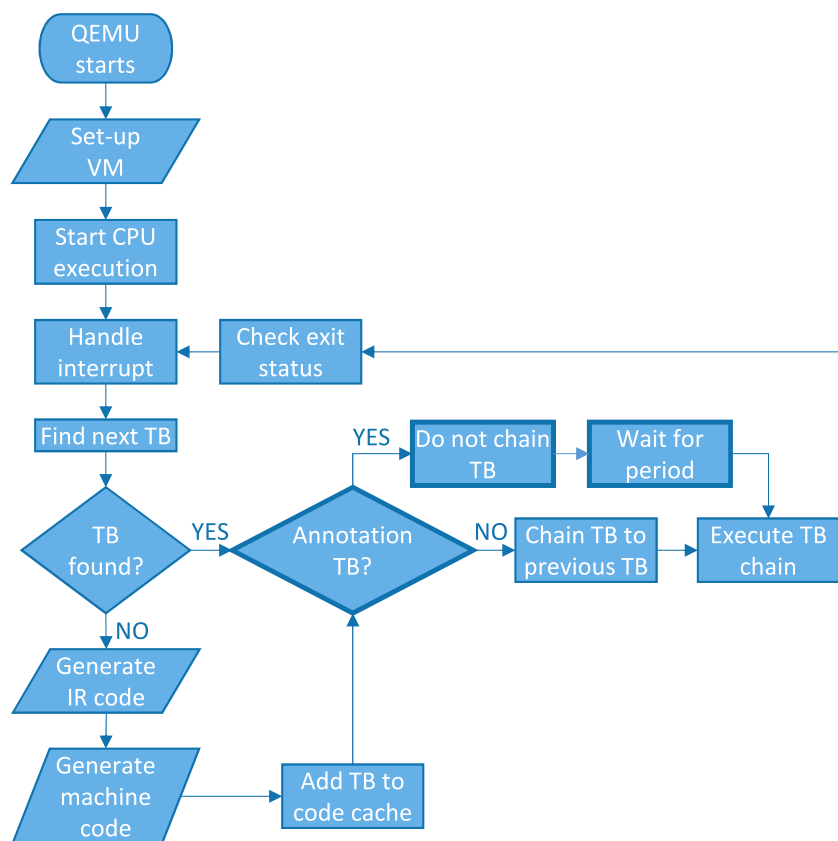 QEMU
starts
Set-up
VM
Start CPU
execution
Handle
interrupt
Check exit
status
Find next TB
YES
Do not chain
TB
Wait for
period
TB
found?
YES
Annotation
TB?
NO
Chain TB to
previous TB
Execute TB
chain
NO
Generate
IR code
Generate
machine
code
Add TB to
code cache